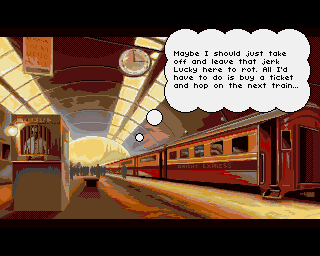 Maybe I should just take
off and leave that jerk
Lucky here to rot. All I'd
have to do is buy a ticket
and hop on the next train...
EXPRESS